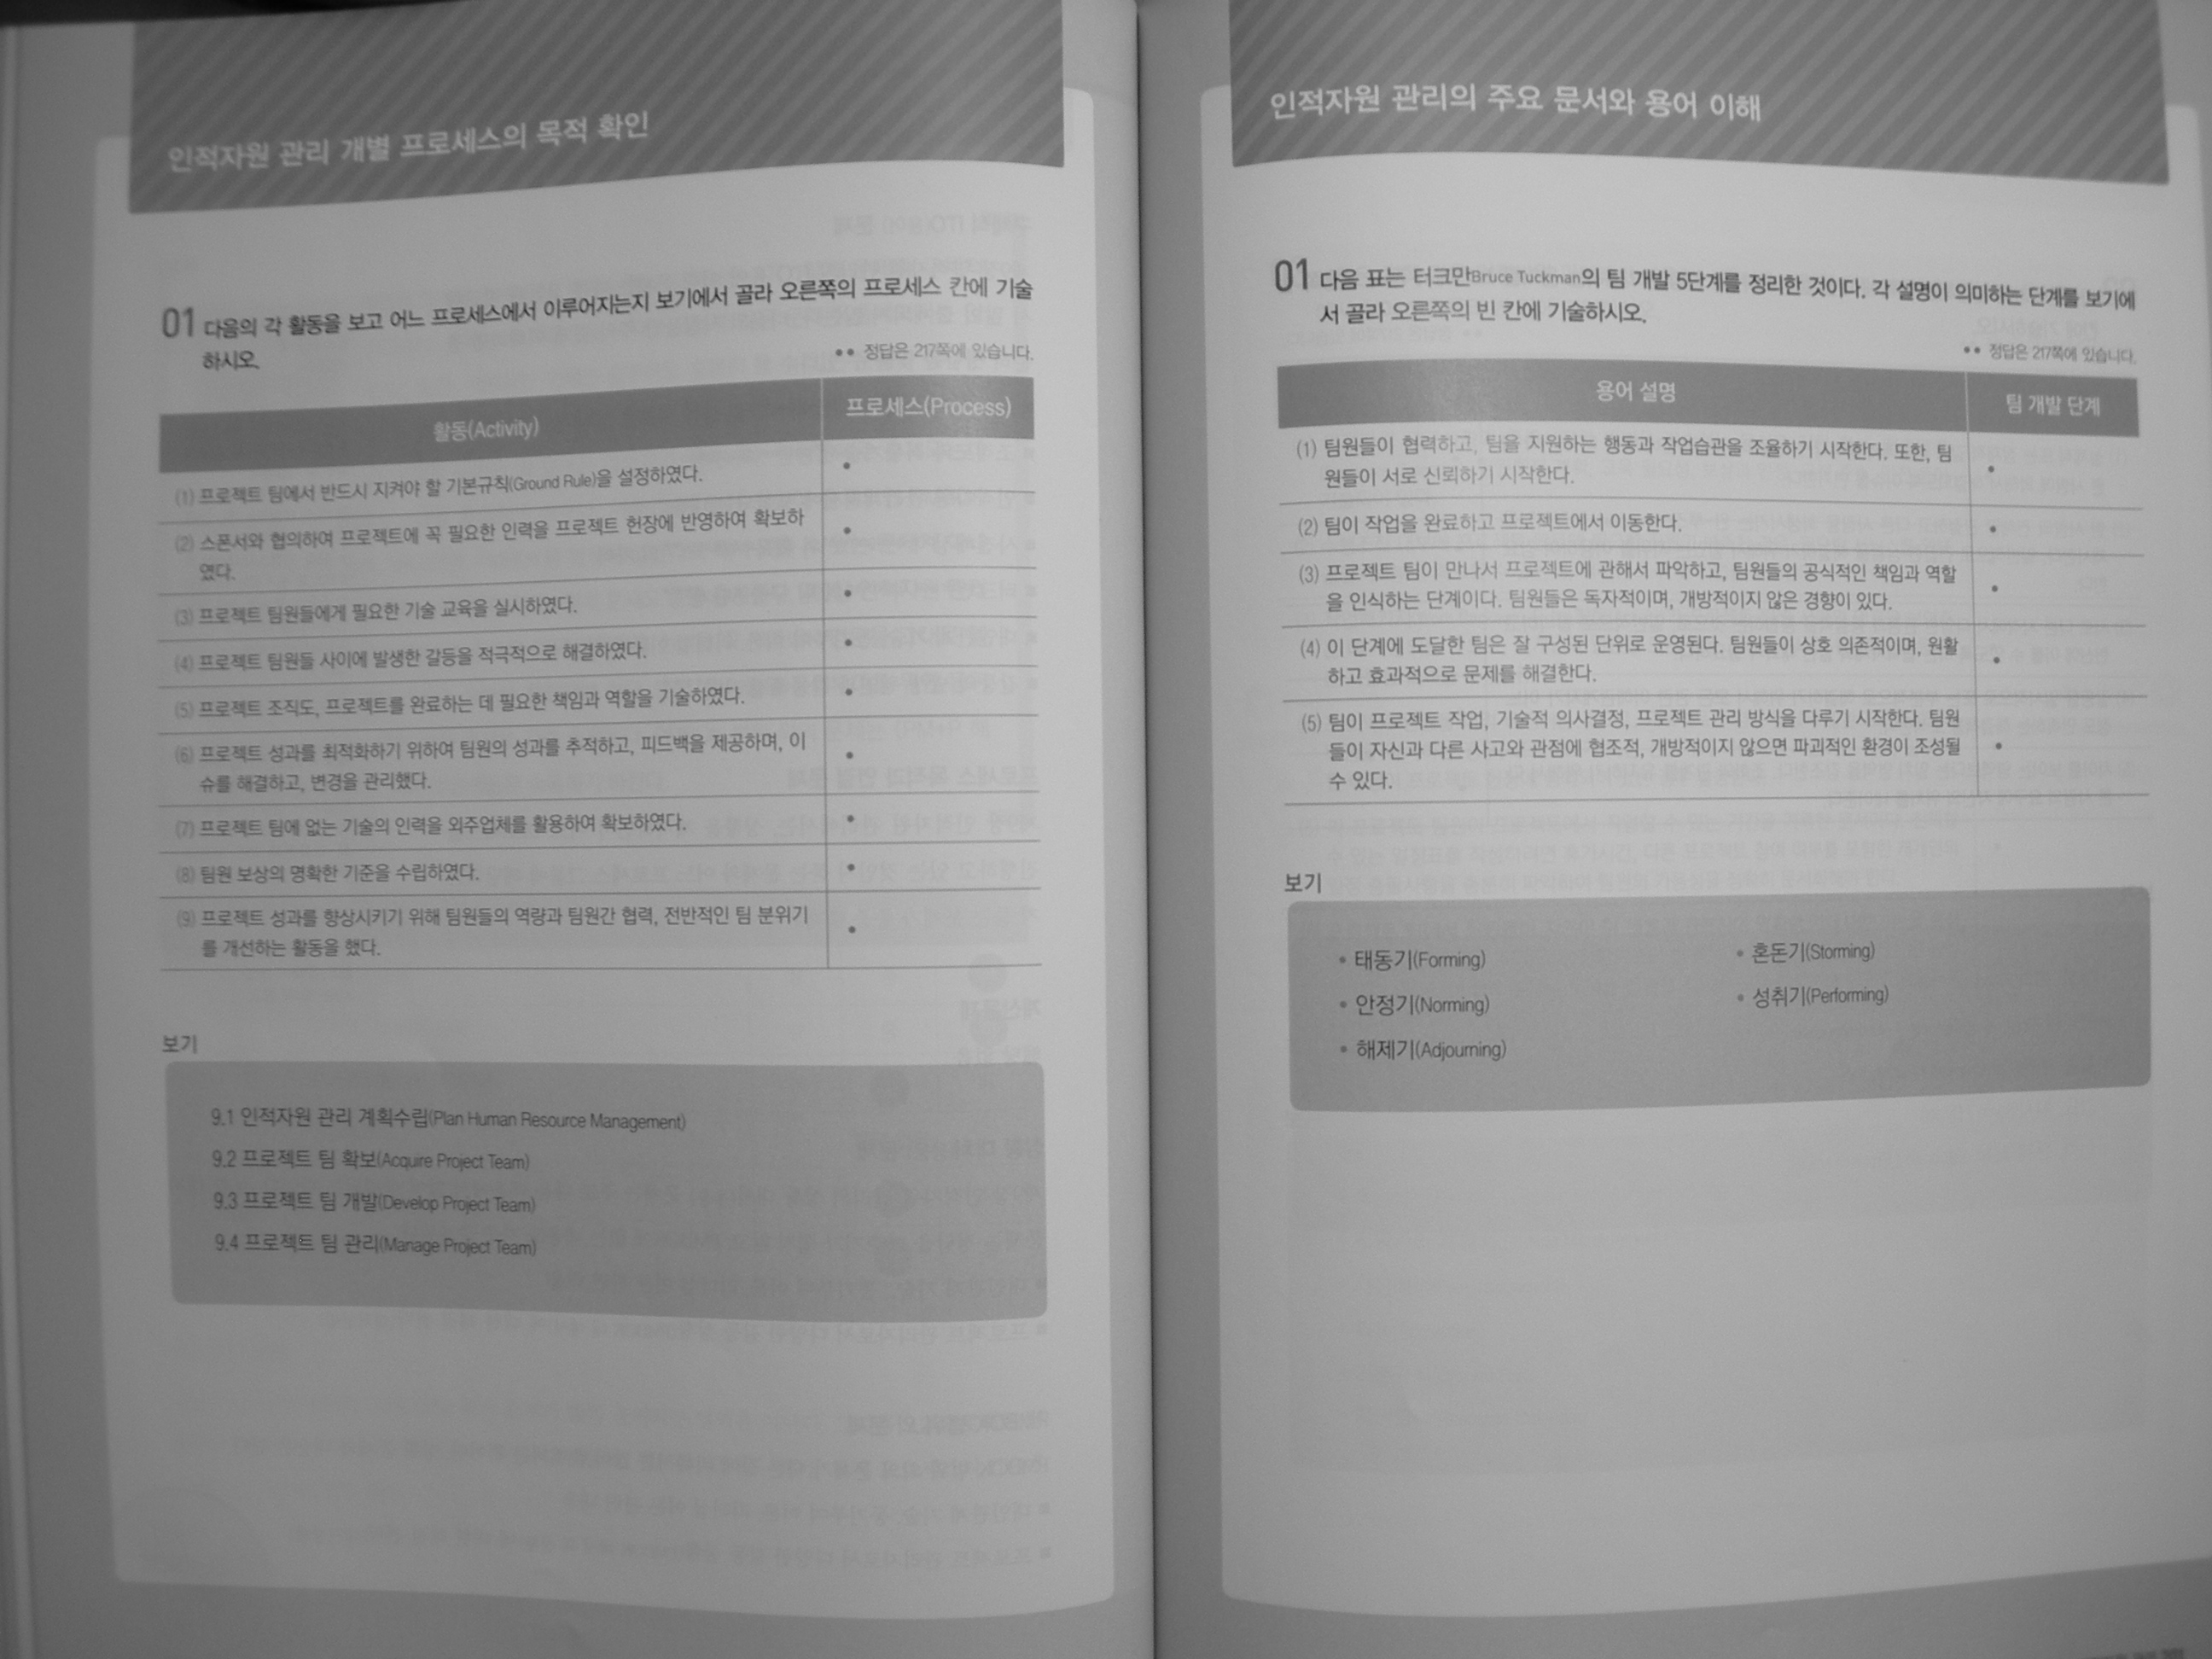 인적자원 관리 개별 프로세스의 목적 확인
01 다음의 각 활동을 보고 어느 프로세스에서 이루어지는지 보기에서 골라 오른쪽의 프로세스 칸에 기술
하시오.
•• 정답은 217쪽에 있습니다.
활동(Activity)
프로세스(Process)
(1) 프로젝트 팀에서 반드시 지켜야 할 기본규칙(Ground Rule)을 설정하였다.
•
(2) 스폰서와 협의하여 프로젝트에 꼭 필요한 인력을 프로젝트 헌장에 반영하여 확보하
였다.
•
(3) 프로젝트 팀원들에게 필요한 기술 교육을 실시하였다.
•
(4) 프로젝트 팀원들 사이에 발생한 갈등을 적극적으로 해결하였다.
•
(5) 프로젝트 조직도, 프로젝트를 완료하는 데 필요한 책임과 역할을 기술하였다.
•
(6) 프로젝트 성과를 최적화하기 위하여 팀원의 성과를 추적하고, 피드백을 제공하며, 이
슈를 해결하고, 변경을 관리했다.
•
(7) 프로젝트 팀에 없는 기술의 인력을 외주업체를 활용하여 확보하였다.
•
(8) 팀원 보상의 명확한 기준을 수립하였다.
•
(9) 프로젝트 성과를 향상시키기 위해 팀원들의 역량과 팀원간 협력, 전반적인 팀 분위기
를 개선하는 활동을 했다.
•
보기
9.1 인적자원 관리 계획수립(Plan Human Resource Management)
9.2 프로젝트 팀 확보(Acquire Project Team)
9.3 프로젝트 팀 개발(Develop Project Team)
9.4 프로젝트 팀 관리(Manage Project Team)
인적자원 관리의 주요 문서와 용어 이해
01 다음 표는 터크만Bruce Tuckman의 팀 개발 5단계를 정리한 것이다. 각 설명이 의미하는 단계를 보기에
서 골라 오른쪽의 빈 칸에 기술하시오.
•• 정답은 217쪽에 있습니다.
용어 설명
팀 개발 단계
(1) 팀원들이 협력하고, 팀을 지원하는 행동과 작업습관을 조율하기 시작한다. 또한, 팀
원들이 서로 신뢰하기 시작한다.
•
(2) 팀이 작업을 완료하고 프로젝트에서 이동한다.
•
(3) 프로젝트 팀이 만나서 프로젝트에 관해서 파악하고, 팀원들의 공식적인 책임과 역할
을 인식하는 단계이다. 팀원들은 독자적이며, 개방적이지 않은 경향이 있다.
•
(4) 이 단계에 도달한 팀은 잘 구성된 단위로 운영된다. 팀원들이 상호 의존적이며, 원활
하고 효과적으로 문제를 해결한다.
•
(5) 팀이 프로젝트 작업, 기술적 의사결정, 프로젝트 관리 방식을 다루기 시작한다. 팀원
들이 자신과 다른 사고와 관점에 협조적, 개방적이지 않으면 파괴적인 환경이 조성될
수 있다.
•
보기
• 태동기(Forming)
• 혼돈기(Storming)
• 안정기(Norming)
• 성취기(Performing)
• 해제기(Adjourning)